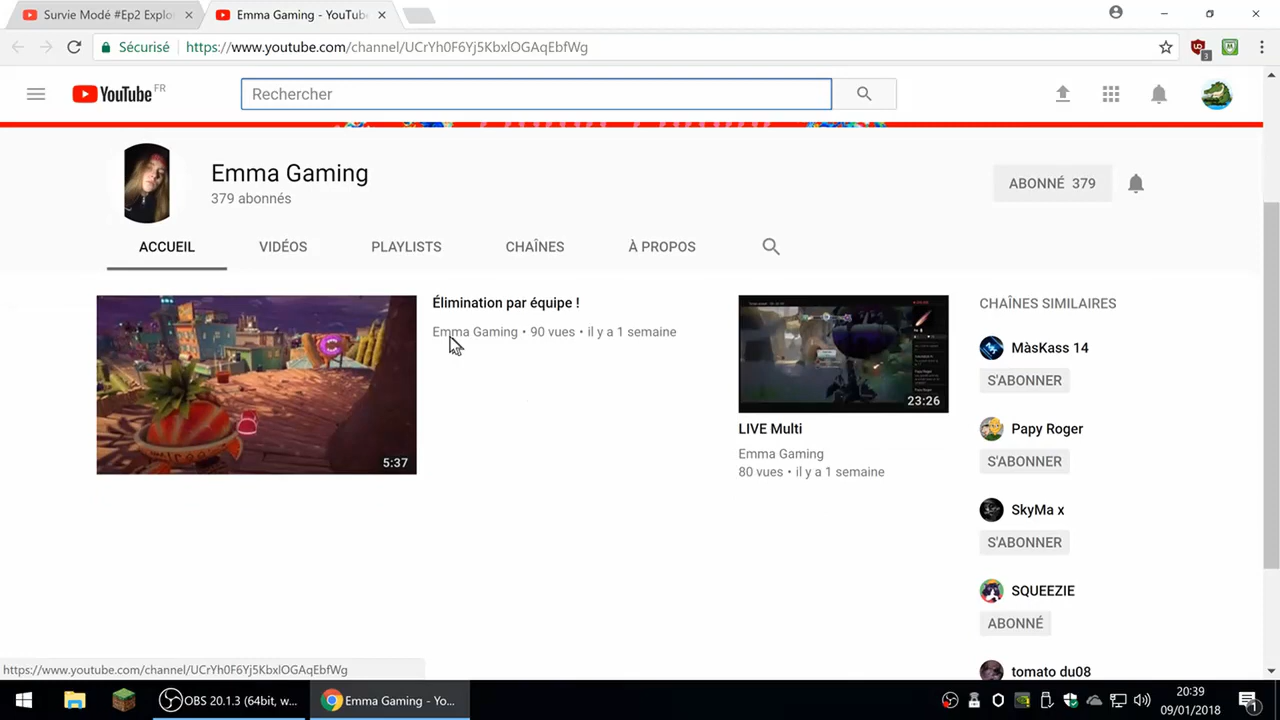 Survie Modé #Ep2 Explo
Emma Gaming - YouTub
Sécurisé
https://www.youtube.com/channel/UCrYh0F6Yj5KbxlOGAqEbfWg
3
YouTube FR
Rechercher
Emma Gaming
379 abonnés
ABONNÉ 379
ACCUEIL
VIDÉOS
PLAYLISTS
CHAÎNES
À PROPOS
Élimination par équipe !
Emma Gaming • 90 vues • il y a 1 semaine
5:37
23:26
LIVE Multi
Emma Gaming
80 vues • il y a 1 semaine
CHAÎNES SIMILAIRES
MàsKass 14
S'ABONNER
Papy Roger
S'ABONNER
SkyMa x
S'ABONNER
SQUEEZIE
ABONNÉ
tomato du08
https://www.youtube.com/channel/UCrYh0F6Yj5KbxlOGAqEbfWg
OBS 20.1.3 (64bit, w...
Emma Gaming - Yo...
20:39
09/01/2018
1